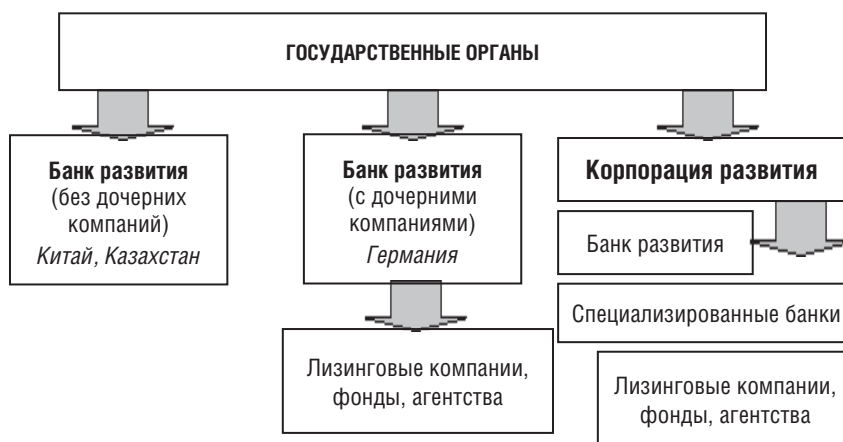 ГОСУДАРСТВЕННЫЕ ОРГАНЫ
Банк развития
(без дочерних
компаний)
Китай, Казахстан
Банк развития
(с дочерними
компаниями)
Германия
Корпорация развития
Банк развития
Специализированные банки
Лизинговые компании,
фонды, агентства
Лизинговые компании,
фонды, агентства